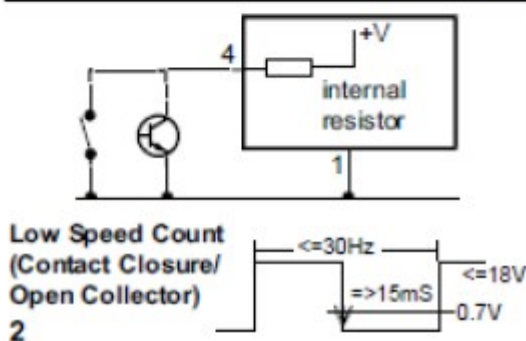 +V
4
internal
resistor
1
Low Speed Count
(Contact Closure/
Open Collector)
2
<=30Hz
<=18V
=>15mS
0.7V